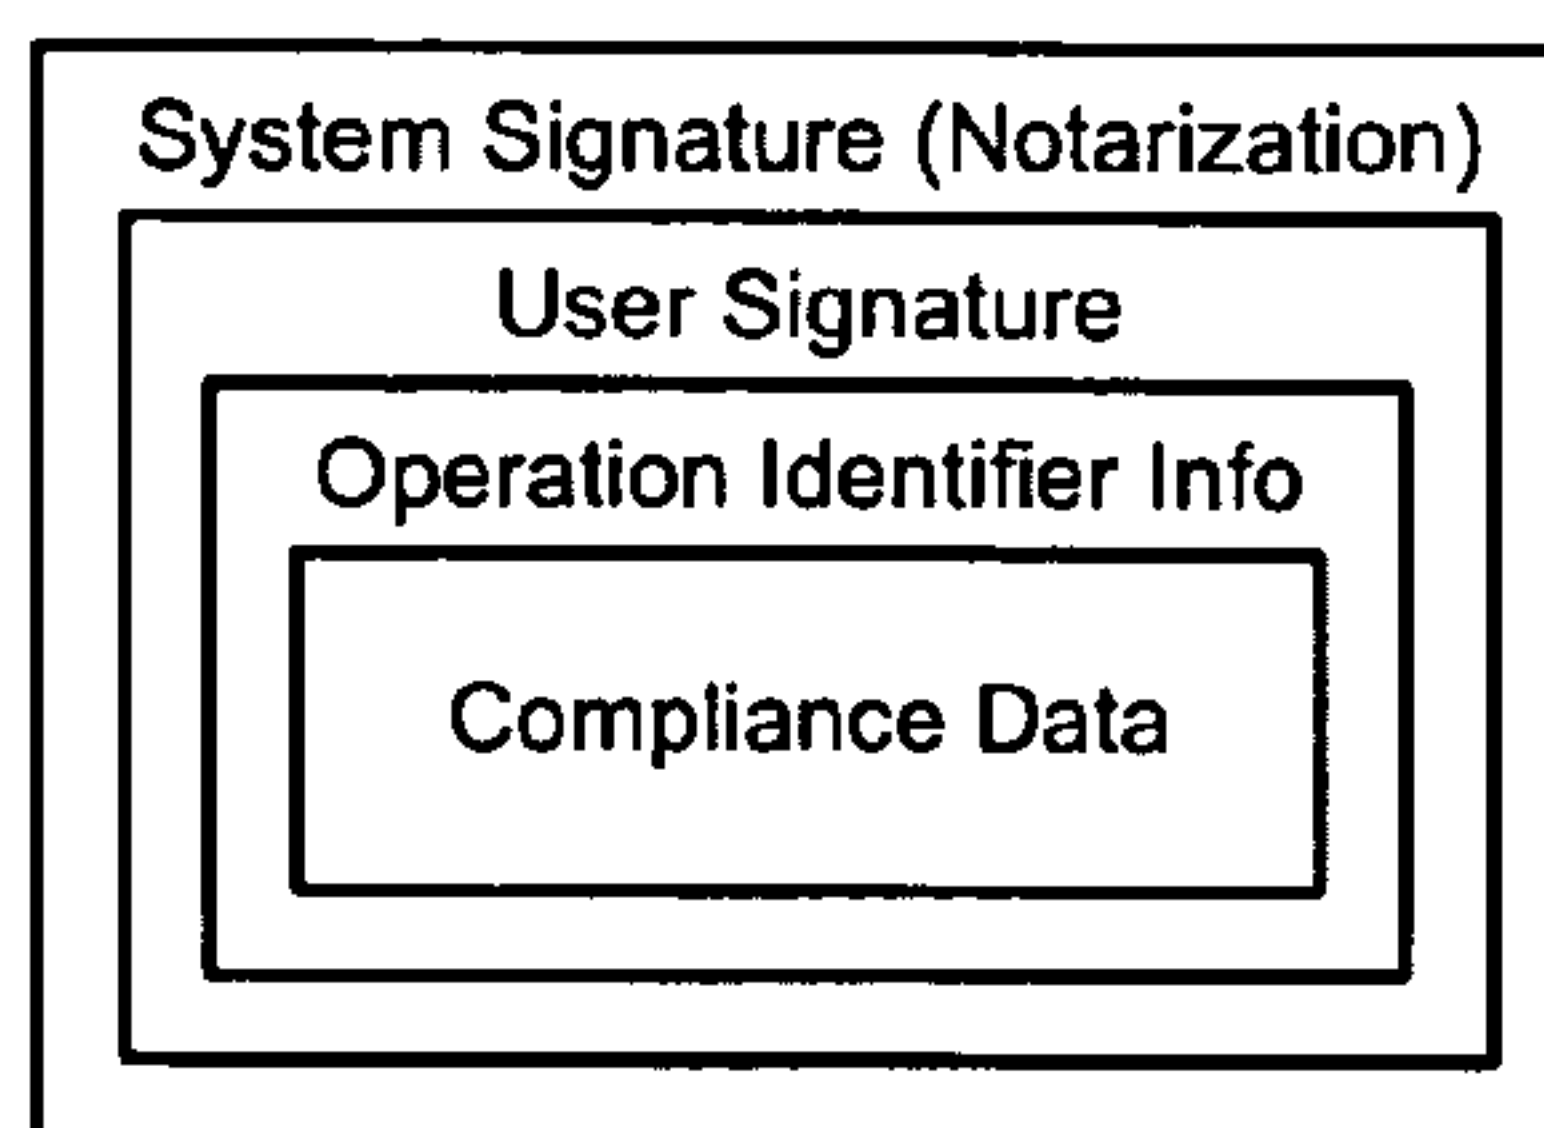 System Signature (Notarization)
User Signature
Operation Identifier Info
Compliance Data